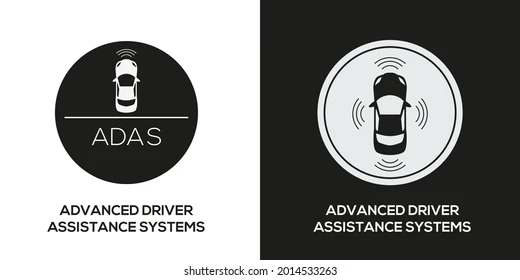 ADAS
ADVANCED DRIVER
ASSISTANCE SYSTEMS
ADVANCED DRIVER
ASSISTANCE SYSTEMS
shutterstock.com · 2014533263